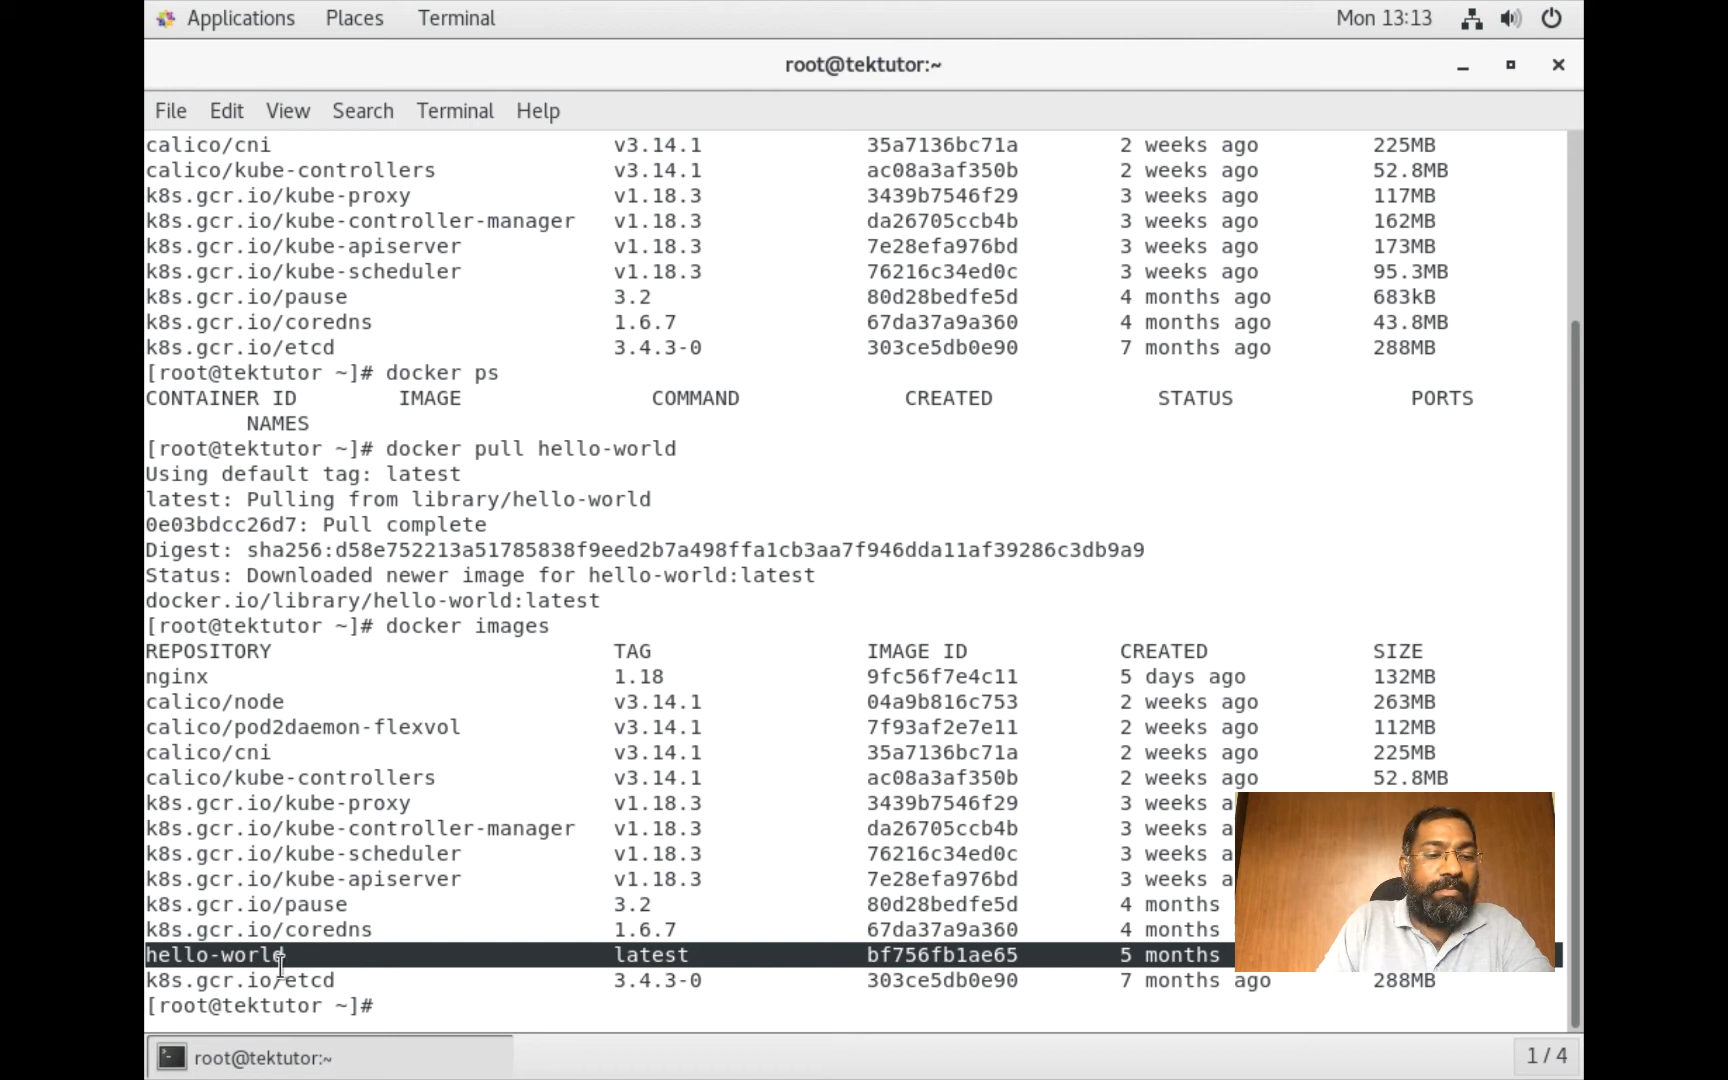 Applications Places Terminal Mon 13:13
root@tektutor:~
File Edit View Search Terminal Help
calico/cni v3.14.1 35a7136bc71a 2 weeks ago 225MB
calico/kube-controllers v3.14.1 ac08a3af350b 2 weeks ago 52.8MB
k8s.gcr.io/kube-proxy v1.18.3 3439b7546f29 3 weeks ago 117MB
k8s.gcr.io/kube-controller-manager v1.18.3 da26705ccb4b 3 weeks ago 162MB
k8s.gcr.io/kube-apiserver v1.18.3 7e28efa976bd 3 weeks ago 173MB
k8s.gcr.io/kube-scheduler v1.18.3 76216c34ed0c 3 weeks ago 95.3MB
k8s.gcr.io/pause 3.2 80d28bedfe5d 4 months ago 683kB
k8s.gcr.io/coredns 1.6.7 67da37a9a360 4 months ago 43.8MB
k8s.gcr.io/etcd 3.4.3-0 303ce5db0e90 7 months ago 288MB
[root@tektutor ~]# docker ps
CONTAINER ID IMAGE COMMAND CREATED STATUS PORTS
NAMES
[root@tektutor ~]# docker pull hello-world
Using default tag: latest
latest: Pulling from library/hello-world
0e03bdcc26d7: Pull complete
Digest: sha256:d58e752213a51785838f9eed2b7a498ffa1cb3aa7f946dda11af39286c3db9a9
Status: Downloaded newer image for hello-world:latest
docker.io/library/hello-world:latest
[root@tektutor ~]# docker images
REPOSITORY TAG IMAGE ID CREATED SIZE
nginx 1.18 9fc56f7e4c11 5 days ago 132MB
calico/node v3.14.1 04a9b816c753 2 weeks ago 263MB
calico/pod2daemon-flexvol v3.14.1 7f93af2e7e11 2 weeks ago 112MB
calico/cni v3.14.1 35a7136bc71a 2 weeks ago 225MB
calico/kube-controllers v3.14.1 ac08a3af350b 2 weeks ago 52.8MB
k8s.gcr.io/kube-proxy v1.18.3 3439b7546f29 3 weeks a
k8s.gcr.io/kube-controller-manager v1.18.3 da26705ccb4b 3 weeks a
k8s.gcr.io/kube-scheduler v1.18.3 76216c34ed0c 3 weeks a
k8s.gcr.io/kube-apiserver v1.18.3 7e28efa976bd 3 weeks a
k8s.gcr.io/pause 3.2 80d28bedfe5d 4 months
k8s.gcr.io/coredns 1.6.7 67da37a9a360 4 months
hello-world latest bf756fb1ae65 5 months
k8s.gcr.io/etcd 3.4.3-0 303ce5db0e90 7 months ago 288MB
[root@tektutor ~]#
root@tektutor:~ 1 / 4